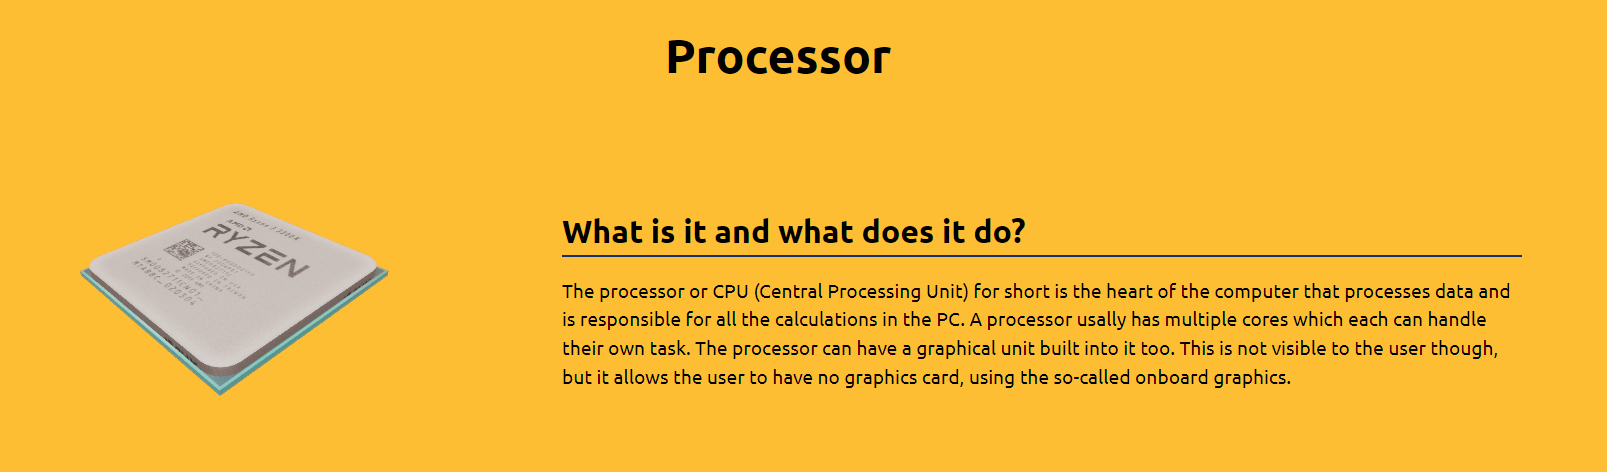 Processor
AMD Ryzen
AMD
RYZEN
What is it and what does it do?
The processor or CPU (Central Processing Unit) for short is the heart of the computer that processes data and
is responsible for all the calculations in the PC. A processor usally has multiple cores which each can handle
their own task. The processor can have a graphical unit built into it too. This is not visible to the user though,
but it allows the user to have no graphics card, using the so-called onboard graphics.